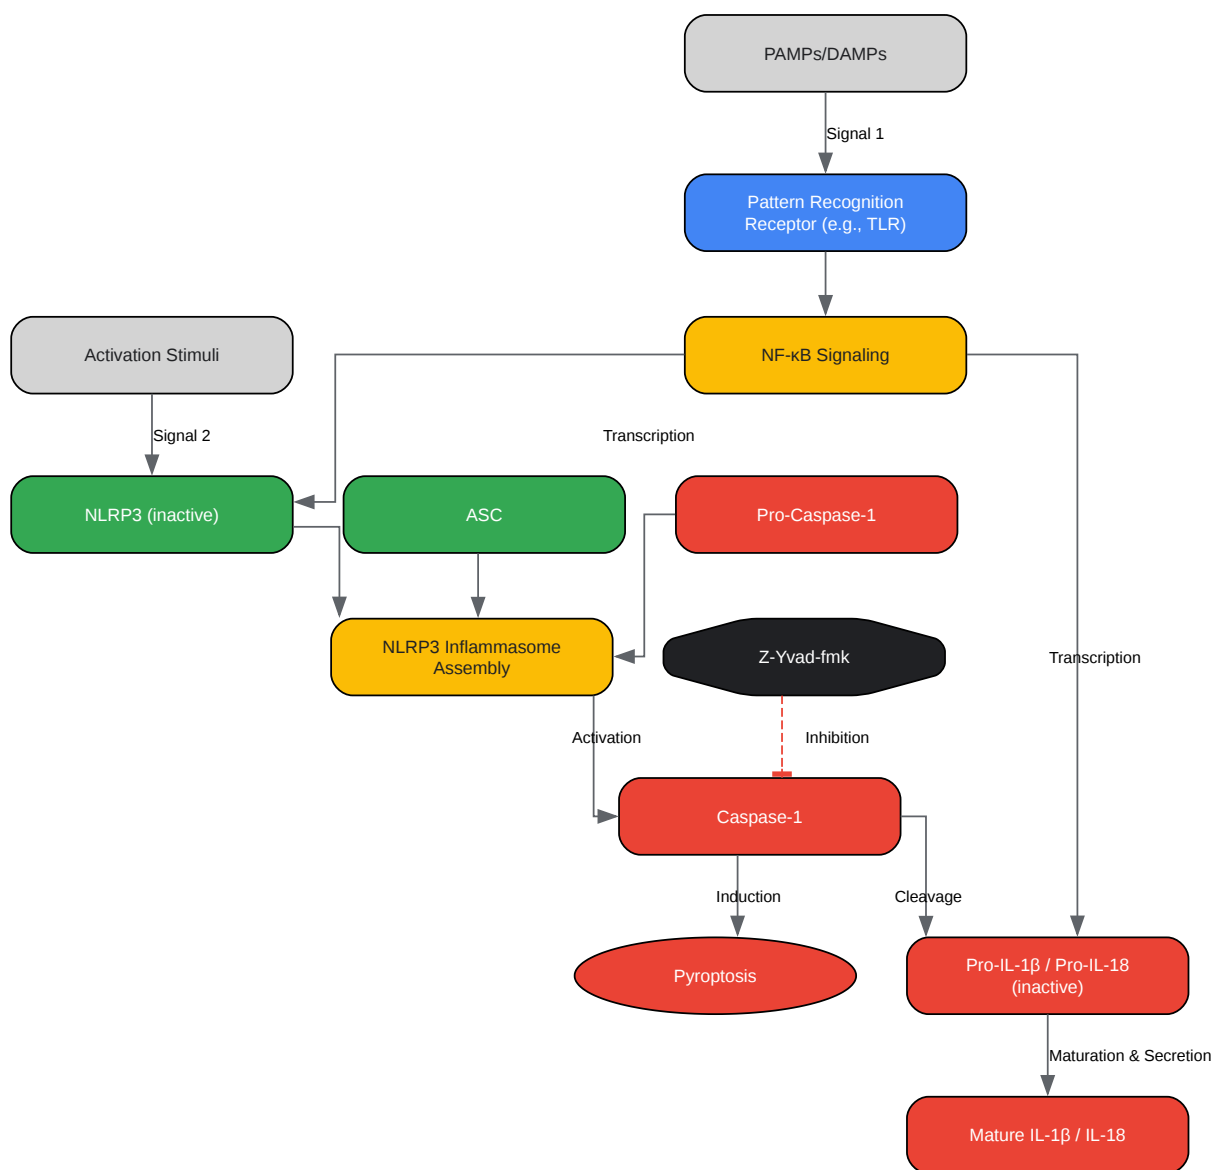 PAMPs/DAMPs
Signal 1
Pattern Recognition
Receptor (e.g., TLR)
Activation Stimuli
NF-κB Signaling
Signal 2
Transcription
NLRP3 (inactive)
ASC
Pro-Caspase-1
NLRP3 Inflammasome
Assembly
Z-Yvad-fmk
Transcription
Activation
Inhibition
Caspase-1
Induction
Cleavage
Pyroptosis
Pro-IL-1β / Pro-IL-18
(inactive)
Maturation & Secretion
Mature IL-1β / IL-18